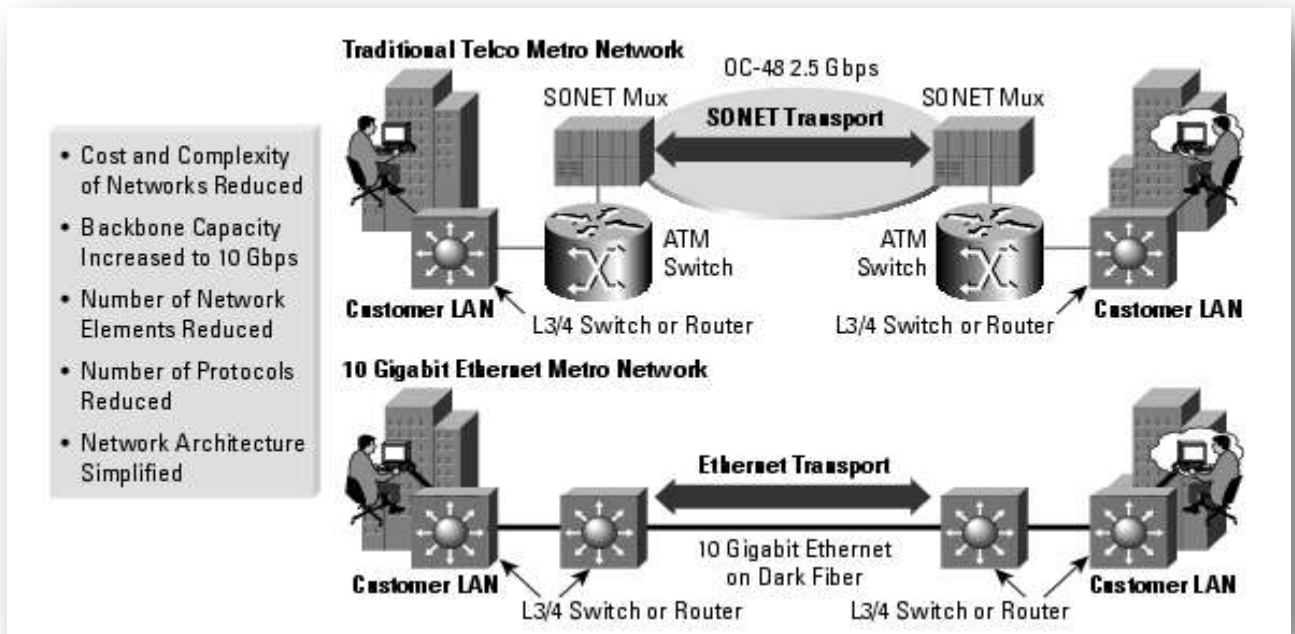 Traditional Telco Metro Network
OC-48 2.5 Gbps
SONET Mux
SONET Mux
SONET Transport
• Cost and Complexity
of Networks Reduced
• Backbone Capacity
Increased to 10 Gbps
• Number of Network
Elements Reduced
• Number of Protocols
Reduced
• Network Architecture
Simplified
ATM
Switch
ATM
Switch
Customer LAN
L3/4 Switch or Router
L3/4 Switch or Router
Customer LAN
10 Gigabit Ethernet Metro Network
Ethernet Transport
10 Gigabit Ethernet
on Dark Fiber
Customer LAN
L3/4 Switch or Router
L3/4 Switch or Router
Customer LAN